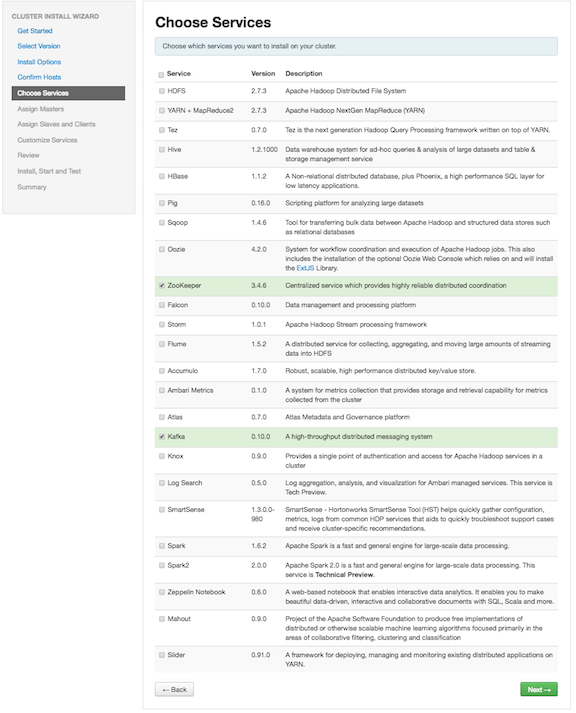 CLUSTER INSTALL WIZARD
Get Started
Select Version
Install Options
Confirm Hosts
Choose Services
Assign Masters
Assign Slaves and Clients
Customize Services
Review
Install, Start and Test
Summary
Choose Services
Choose which services you want to install on your cluster.
Service Version Description
HDFS 2.7.3 Apache Hadoop Distributed File System
YARN + MapReduce2 2.7.3 Apache Hadoop NextGen MapReduce (YARN)
Tez 0.7.0 Tez is the next generation Hadoop Query Processing framework written on top of YARN.
Hive 1.2.1000 Data warehouse system for ad-hoc queries & analysis of large datasets and table &
storage management service
HBase 1.1.2 A Non-relational distributed database, plus Phoenix, a high performance SQL layer for
low latency applications.
Pig 0.16.0 Scripting platform for analyzing large datasets
Sqoop 1.4.6 Tool for transferring bulk data between Apache Hadoop and structured data stores such
as relational databases
Oozie 4.2.0 System for workflow coordination and execution of Apache Hadoop jobs. This also
includes the installation of the optional Oozie Web Console which relies on and will install
the ExtJS Library.
ZooKeeper 3.4.6 Centralized service which provides highly reliable distributed coordination
Falcon 0.10.0 Data management and processing platform
Storm 1.0.1 Apache Hadoop Stream processing framework
Flume 1.5.2 A distributed service for collecting, aggregating, and moving large amounts of streaming
data into HDFS
Accumulo 1.7.0 Robust, scalable, high performance distributed key/value store.
Ambari Metrics 0.1.0 A system for metrics collection that provides storage and retrieval capability for metrics
collected from the cluster
Atlas 0.7.0 Atlas Metadata and Governance platform
Kafka 0.10.0 A high-throughput distributed messaging system
Knox 0.9.0 Provides a single point of authentication and access for Apache Hadoop services in a
cluster
Log Search 0.5.0 Log aggregation, analysis, and visualization for Ambari managed services. This service is
Tech Preview.
SmartSense 1.3.0.0- SmartSense - Hortonworks SmartSense Tool (HST) helps quickly gather configuration,
980 metrics, logs from common HDP services that aids to quickly troubleshoot support cases
and receive cluster-specific recommendations.
Spark 1.6.2 Apache Spark is a fast and general engine for large-scale data processing.
Spark2 2.0.0 Apache Spark 2.0 is a fast and general engine for large-scale data processing. This
service is Technical Preview.
Zeppelin Notebook 0.6.0 A web-based notebook that enables interactive data analytics. It enables you to make
beautiful data-driven, interactive and collaborative documents with SQL, Scala and more.
Mahout 0.9.0 Project of the Apache Software Foundation to produce free implementations of
distributed or otherwise scalable machine learning algorithms focused primarily in the
areas of collaborative filtering, clustering and classification
Slider 0.91.0 A framework for deploying, managing and monitoring existing distributed applications on
YARN.
← Back
Next →